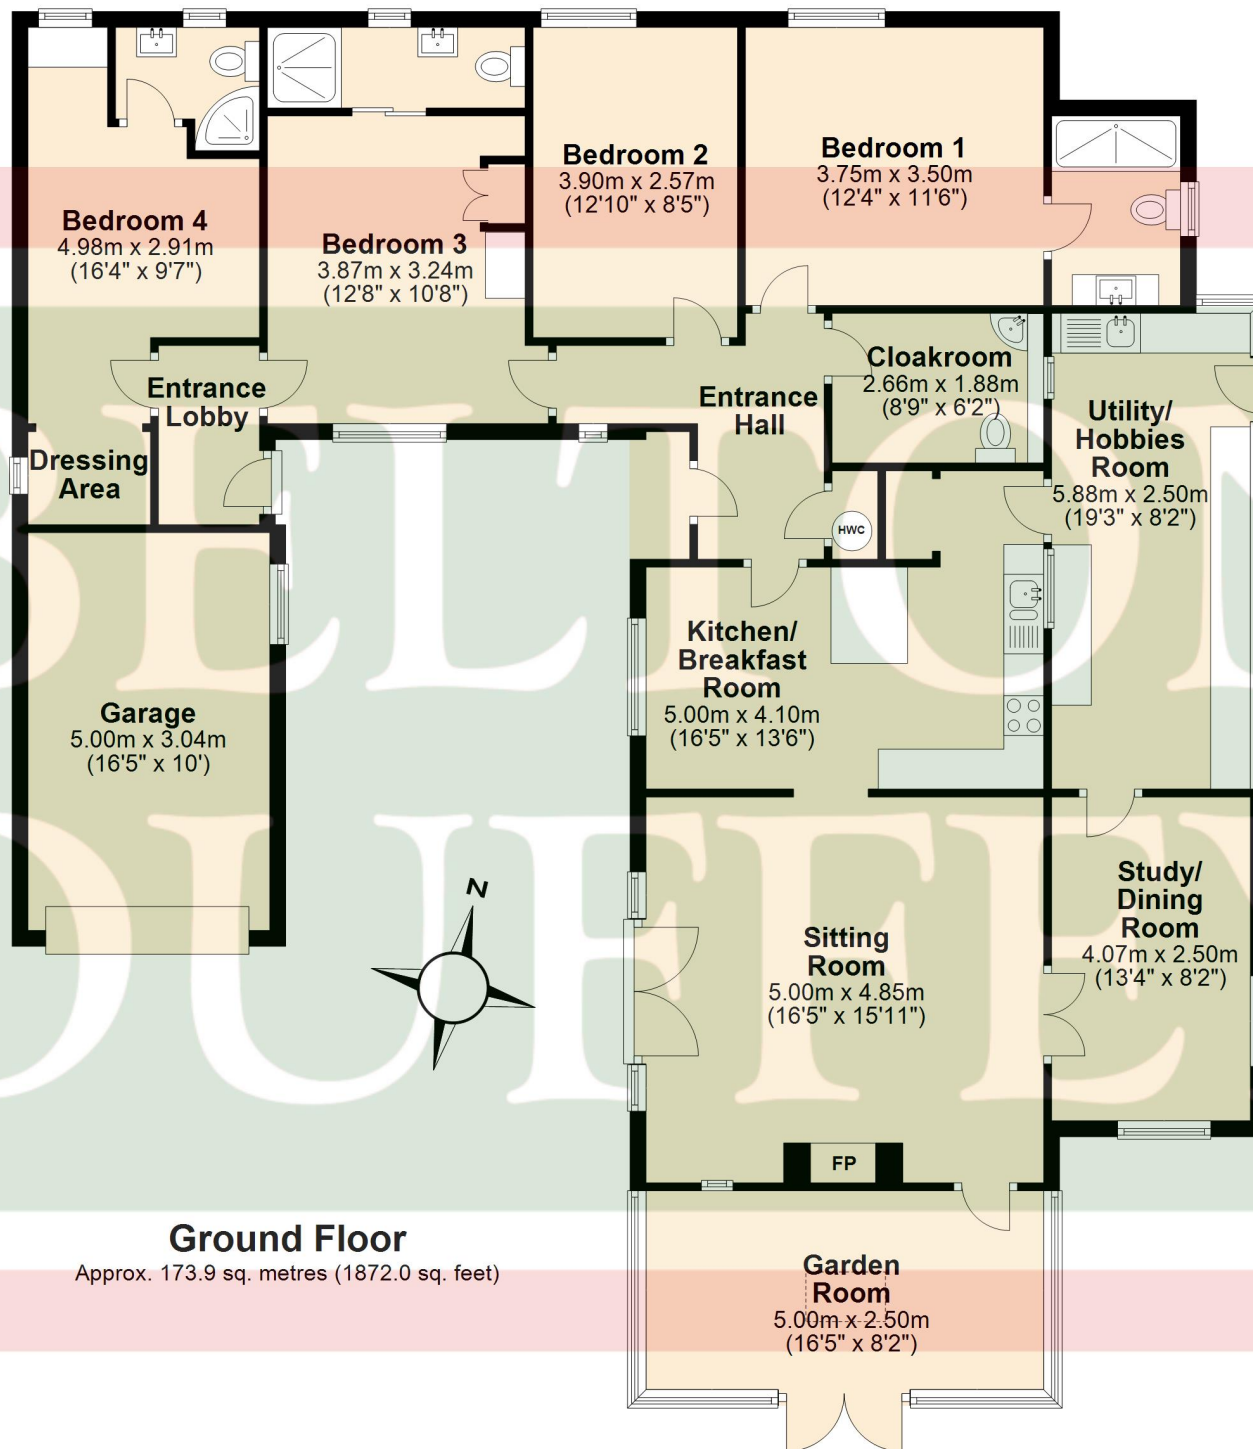 Bedroom 4
4.98m x 2.91m
(16'4" x 9'7")
Bedroom 3
3.87m x 3.24m
(12'8" x 10'8")
Bedroom 2
3.90m x 2.57m
(12'10" x 8'5")
Bedroom 1
3.75m x 3.50m
(12'4" x 11'6")
Entrance
Lobby
Dressing
Area
Entrance
Hall
Cloakroom
2.66m x 1.88m
(8'9" x 6'2")
Utility/
Hobbies
Room
5.88m x 2.50m
(19'3" x 8'2")
HWC
Kitchen/
Breakfast
Room
5.00m x 4.10m
(16'5" x 13'6")
Garage
5.00m x 3.04m
(16'5" x 10')
N
Sitting
Room
5.00m x 4.85m
(16'5" x 15'11")
Study/
Dining
Room
4.07m x 2.50m
(13'4" x 8'2")
FP
Garden
Room
5.00m x 2.50m
(16'5" x 8'2")
Ground Floor
Approx. 173.9 sq. metres (1872.0 sq. feet)
BELTON
DUFFEY